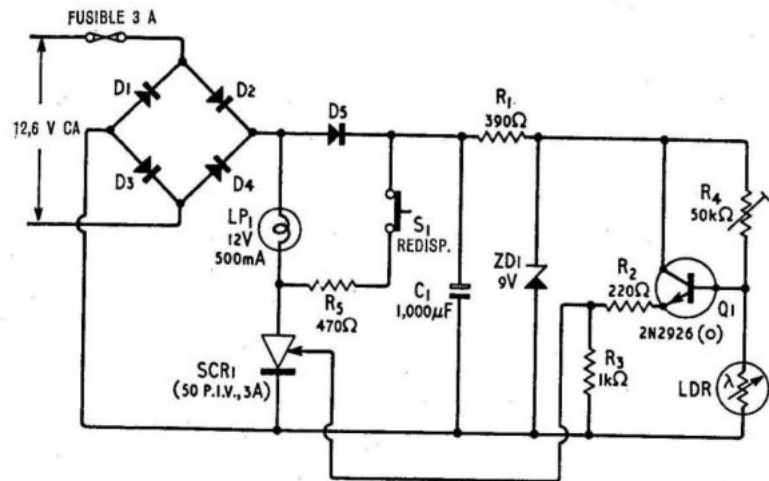 FUSIBLE 3 A
12,6 V CA
D1
D2
D3
D4
D5
R1
390Ω
LP1
12V
500mA
S1
REDISP.
R5
470Ω
C1
1,000μF
ZD1
9V
R4
50kΩ
R2
220Ω
Q1
2N2926 (O)
R3
1kΩ
LDR
λ
SCR1
(50 P.I.V., 3A)